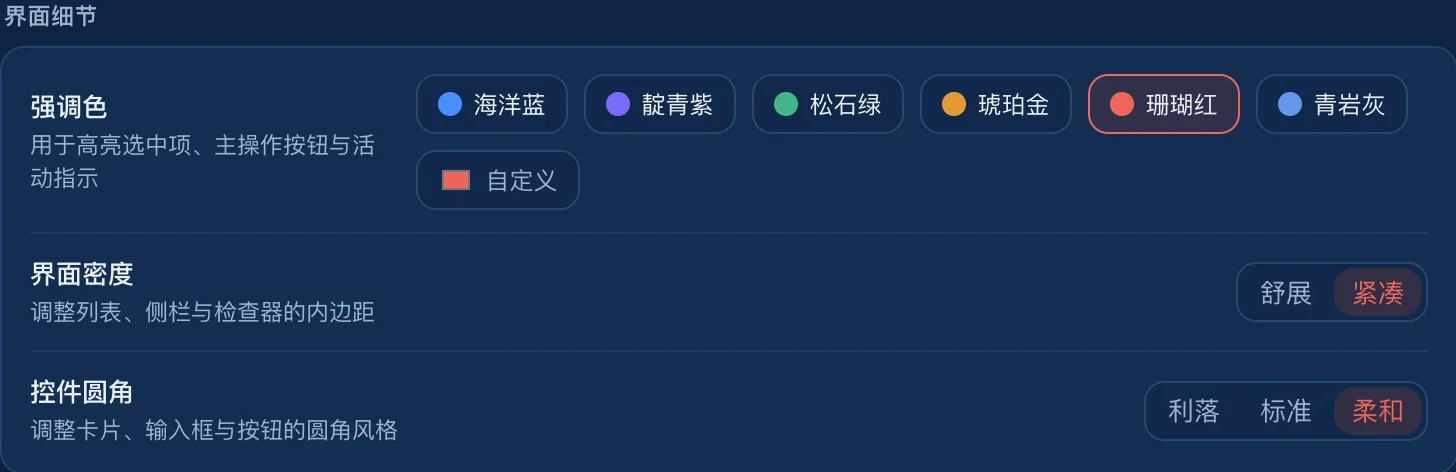 界面细节
强调色
用于高亮选中项、主操作按钮与活
动指示
海洋蓝 靛青紫 松石绿 琥珀金 珊瑚红 青岩灰
自定义
界面密度
调整列表、侧栏与检查器的内边距
舒展 紧凑
控件圆角
调整卡片、输入框与按钮的圆角风格
利落 标准 柔和